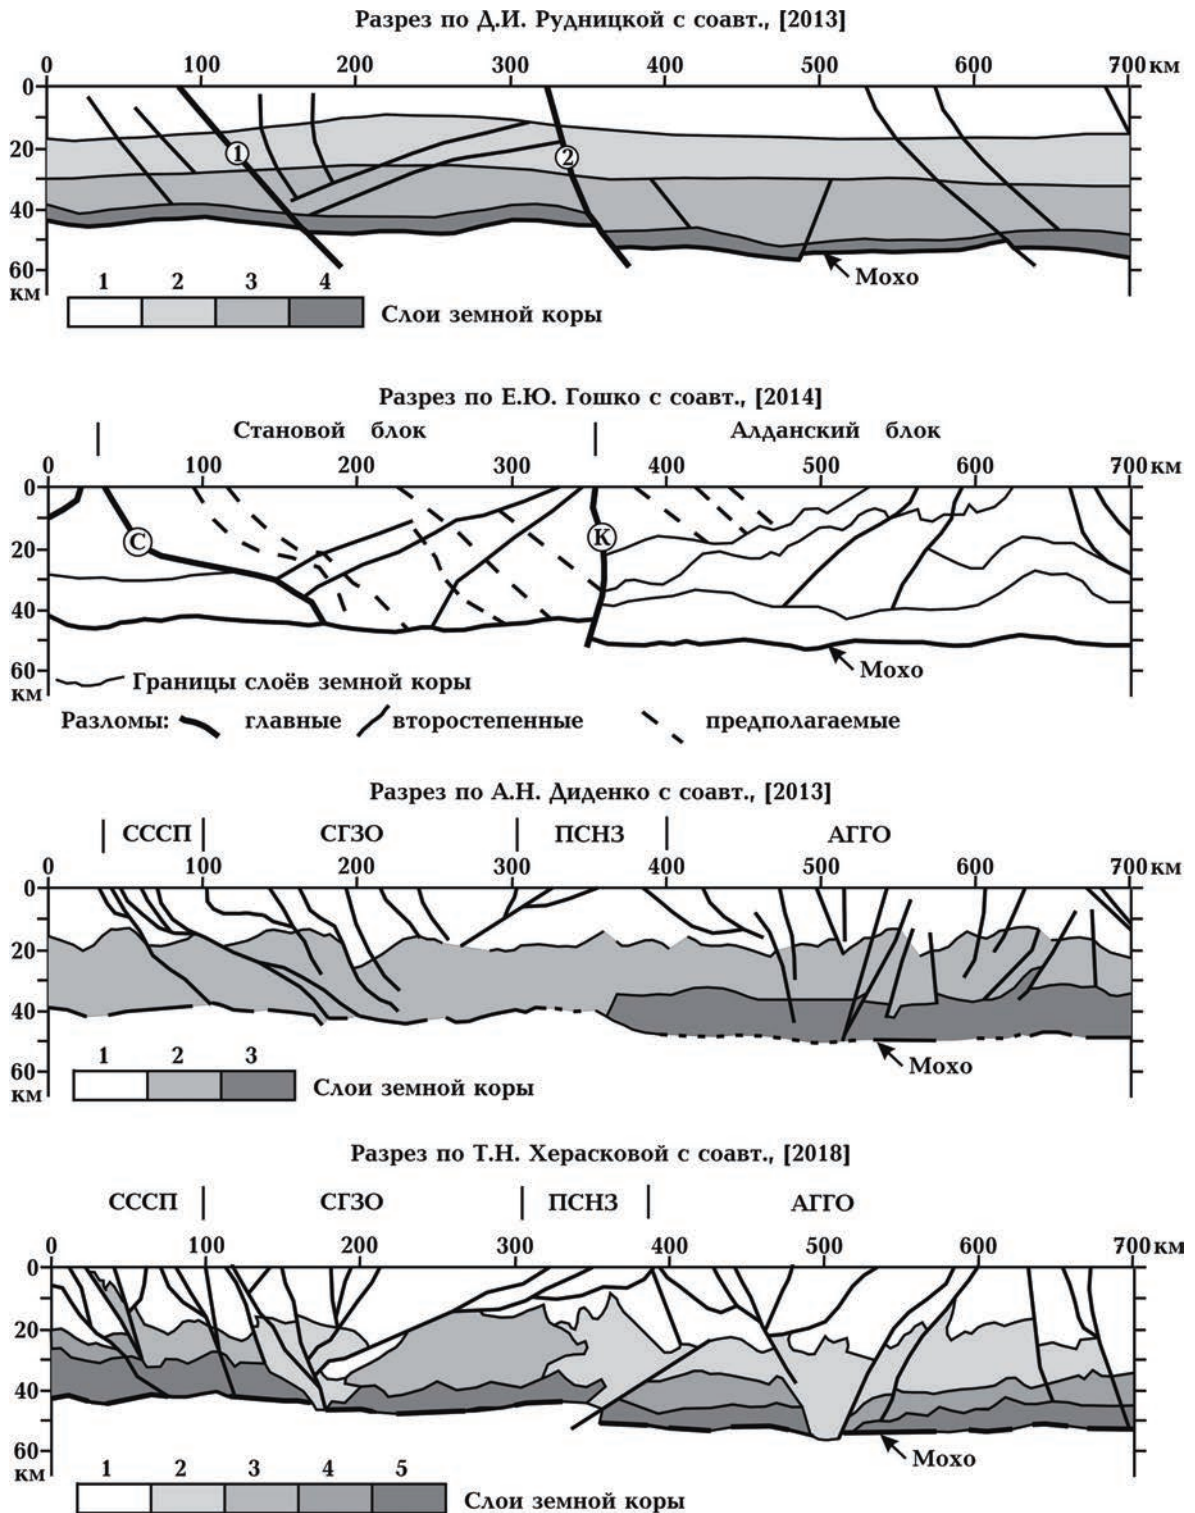 Разрез по Д.И. Рудницкой с соавт., [2013]
0 100 200 300 400 500 600 700 км
0
20
40
60
км
1 2
Мохо
1 2 3 4
Слои земной коры
Разрез по Е.Ю. Гошко с соавт., [2014]
Становой блок Алданский блок
0 100 200 300 400 500 600 700 км
0
20
40
60
км
С К
Мохо
Границы слоёв земной коры
Разломы: главные второстепенные предполагаемые
Разрез по А.Н. Диденко с соавт., [2013]
СССП СГЗО ПСНЗ АГГО
0 100 200 300 400 500 600 700 км
0
20
40
60
км
Мохо
1 2 3
Слои земной коры
Разрез по Т.Н. Херасковой с соавт., [2018]
СССП СГЗО ПСНЗ АГГО
0 100 200 300 400 500 600 700 км
0
20
40
60
км
Мохо
1 2 3 4 5
Слои земной коры